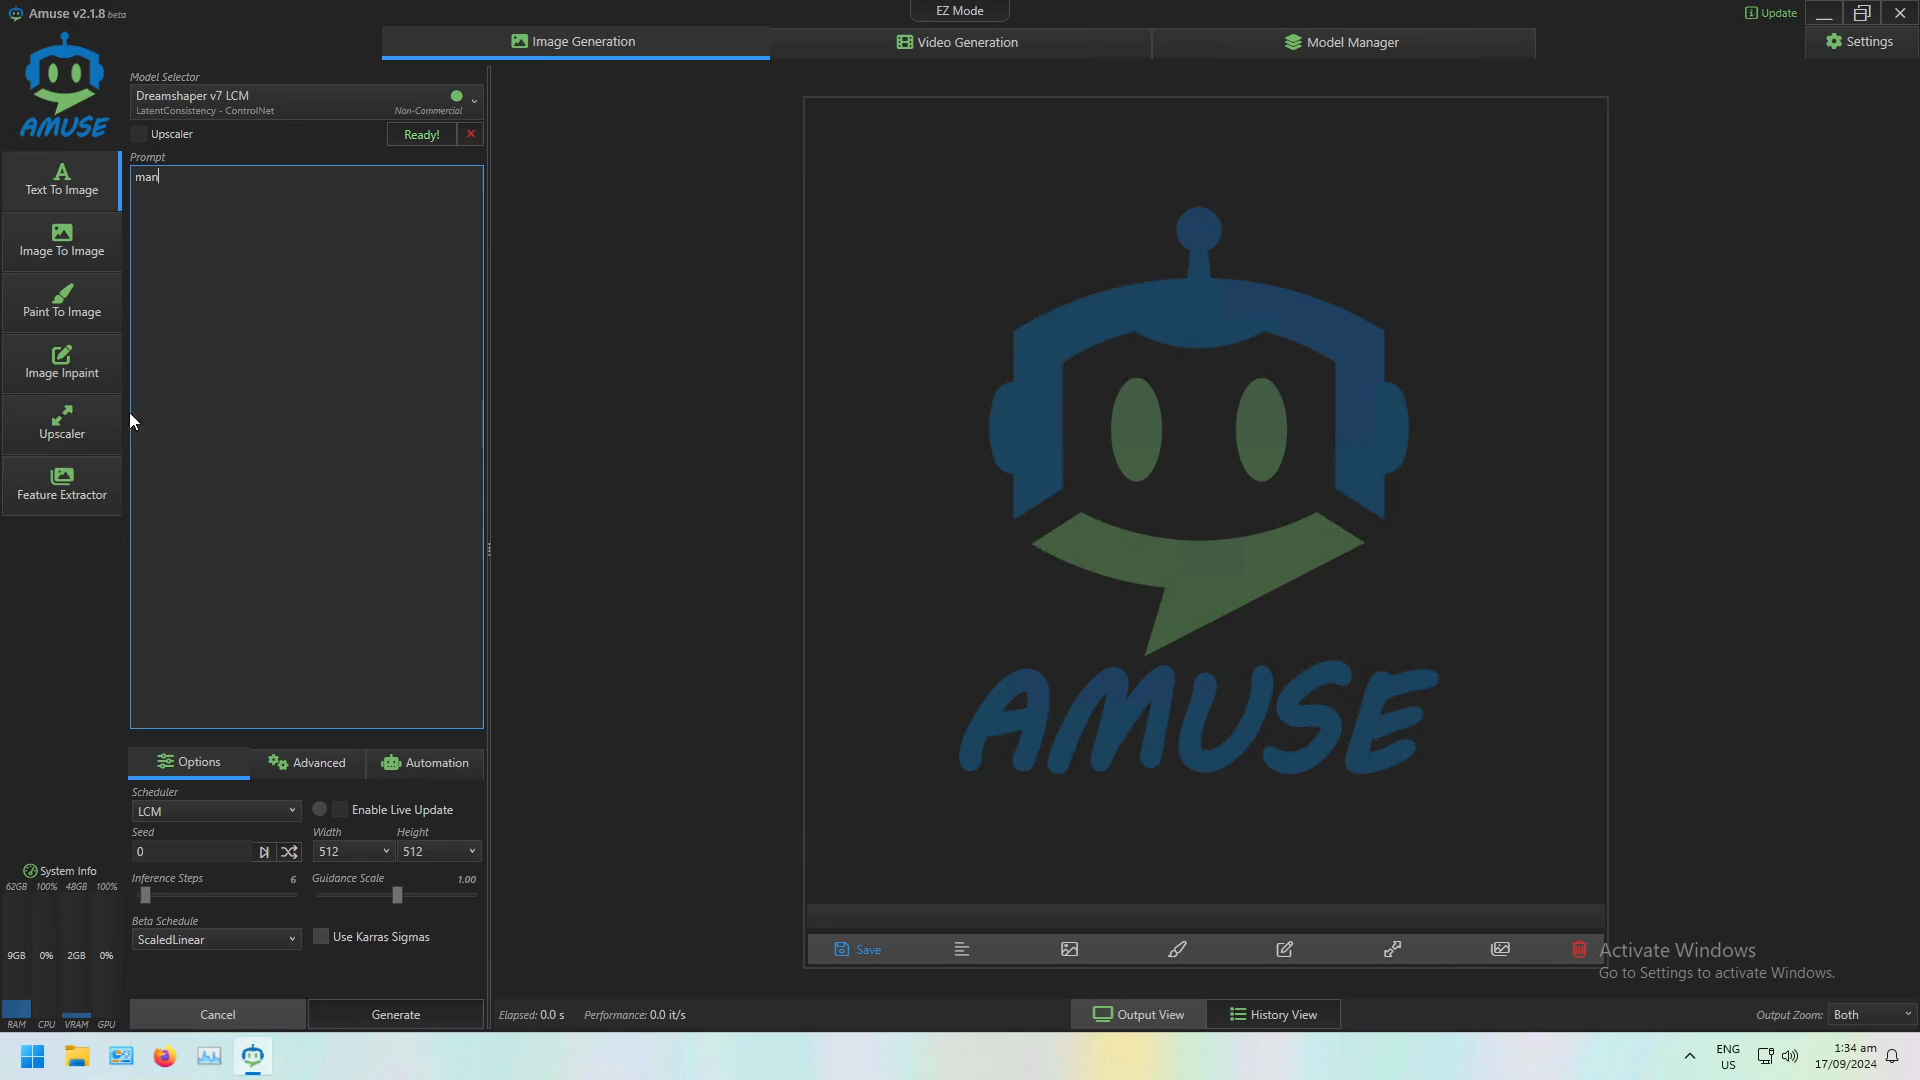 Amuse v2.1.8 beta
EZ Mode
Update
Image Generation
Video Generation
Model Manager
Settings
AMUSE
Model Selector
Dreamshaper v7 LCM
LatentConsistency - ControlNet
Non-Commercial
Upscaler
Ready!
Prompt
man
Text To Image
Image To Image
Paint To Image
Image Inpaint
Upscaler
Feature Extractor
AMUSE
Options
Advanced
Automation
Scheduler
LCM
Enable Live Update
Seed
Width
Height
0
512
512
Inference Steps
6
Guidance Scale
1.00
Beta Schedule
ScaledLinear
Use Karras Sigmas
System Info
62GB 100% 48GB 100%
9GB 0% 2GB 0%
RAM CPU VRAM GPU
Save
Activate Windows
Go to Settings to activate Windows.
Cancel
Generate
Elapsed: 0.0 s
Performance: 0.0 it/s
Output View
History View
Output Zoom:
Both
ENG
US
1:34 am
17/09/2024